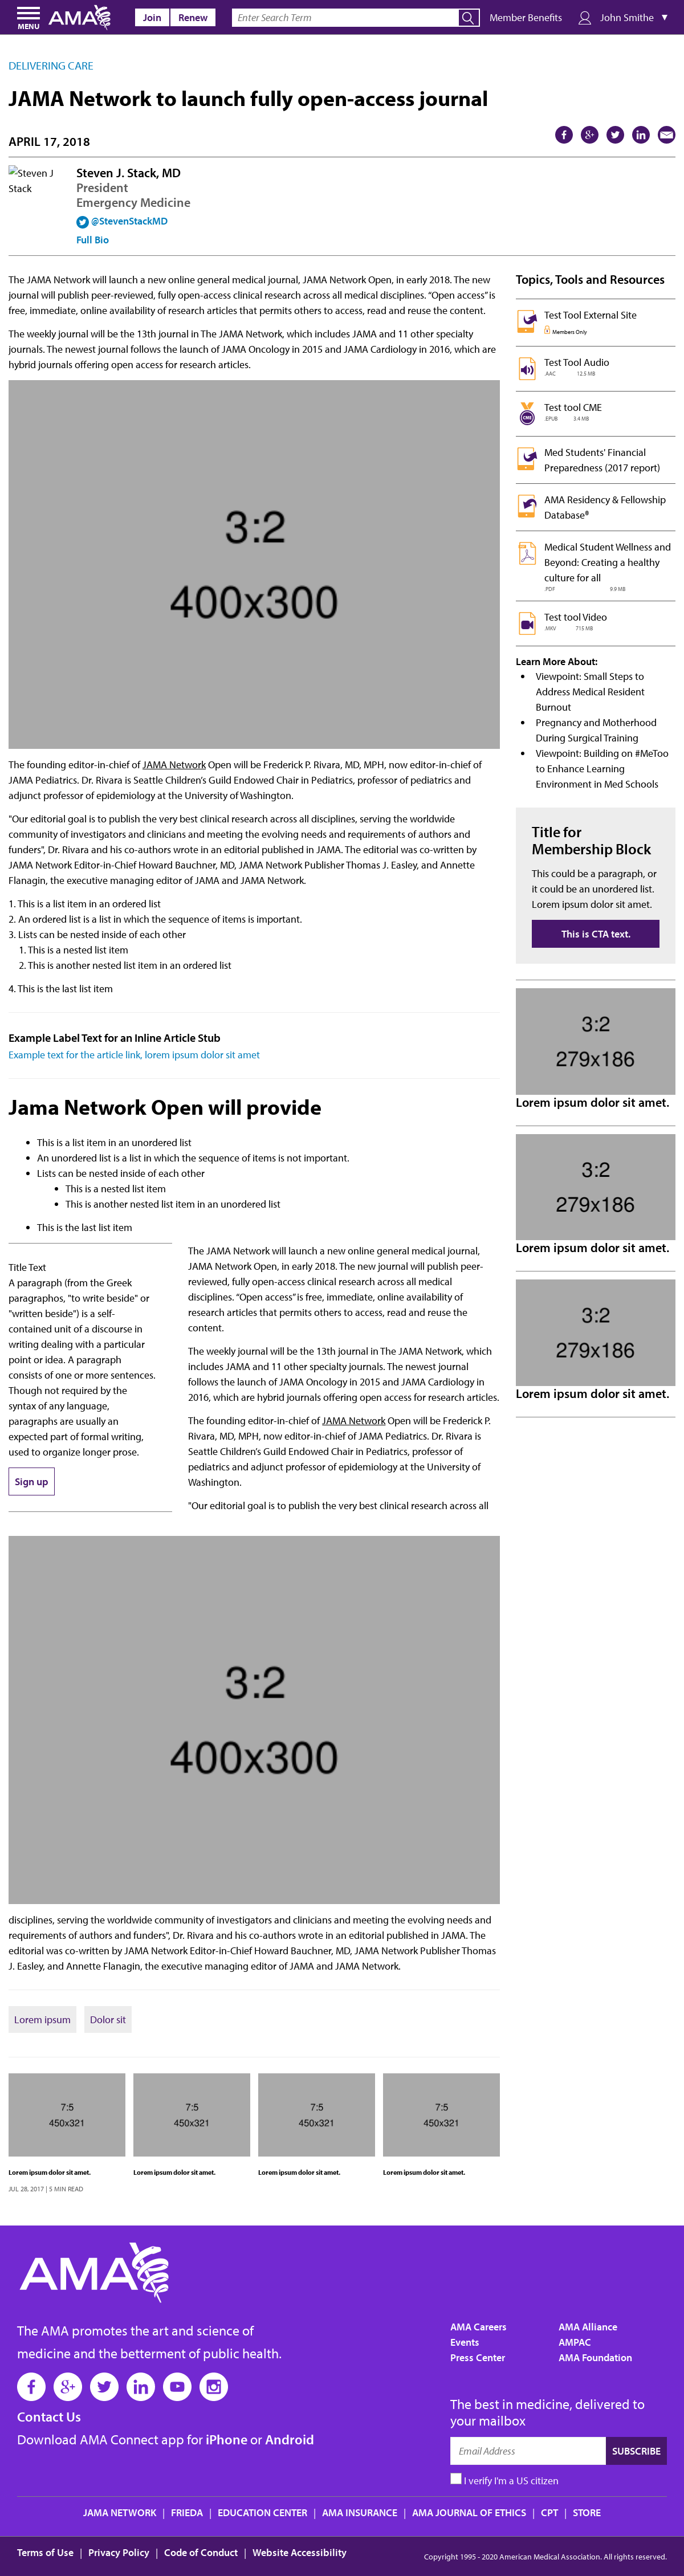 MENU
AMA
Join
Renew
Enter Search Term
Member Benefits
John Smithe
DELIVERING CARE
JAMA Network to launch fully open-access journal
APRIL 17, 2018
Steven J Stack
Steven J. Stack, MD
President
Emergency Medicine
@StevenStackMD
Full Bio
The JAMA Network will launch a new online general medical journal, JAMA Network Open, in early 2018. The new
journal will publish peer-reviewed, fully open-access clinical research across all medical disciplines. “Open access” is
free, immediate, online availability of research articles that permits others to access, read and reuse the content.
The weekly journal will be the 13th journal in The JAMA Network, which includes JAMA and 11 other specialty
journals. The newest journal follows the launch of JAMA Oncology in 2015 and JAMA Cardiology in 2016, which are
hybrid journals offering open access for research articles.
3:2
400x300
The founding editor-in-chief of JAMA Network Open will be Frederick P. Rivara, MD, MPH, now editor-in-chief of
JAMA Pediatrics. Dr. Rivara is Seattle Children’s Guild Endowed Chair in Pediatrics, professor of pediatrics and
adjunct professor of epidemiology at the University of Washington.
"Our editorial goal is to publish the very best clinical research across all disciplines, serving the worldwide
community of investigators and clinicians and meeting the evolving needs and requirements of authors and
funders", Dr. Rivara and his co-authors wrote in an editorial published in JAMA. The editorial was co-written by
JAMA Network Editor-in-Chief Howard Bauchner, MD, JAMA Network Publisher Thomas J. Easley, and Annette
Flanagin, the executive managing editor of JAMA and JAMA Network.
1. This is a list item in an ordered list
2. An ordered list is a list in which the sequence of items is important.
3. Lists can be nested inside of each other
1. This is a nested list item
2. This is another nested list item in an ordered list
4. This is the last list item
Example Label Text for an Inline Article Stub
Example text for the article link, lorem ipsum dolor sit amet
Jama Network Open will provide
This is a list item in an unordered list
An unordered list is a list in which the sequence of items is not important.
Lists can be nested inside of each other
This is a nested list item
This is another nested list item in an unordered list
This is the last list item
Title Text
A paragraph (from the Greek
paragraphos, "to write beside" or
"written beside") is a self-
contained unit of a discourse in
writing dealing with a particular
point or idea. A paragraph
consists of one or more sentences.
Though not required by the
syntax of any language,
paragraphs are usually an
expected part of formal writing,
used to organize longer prose.
Sign up
The JAMA Network will launch a new online general medical journal,
JAMA Network Open, in early 2018. The new journal will publish peer-
reviewed, fully open-access clinical research across all medical
disciplines. “Open access” is free, immediate, online availability of
research articles that permits others to access, read and reuse the
content.
The weekly journal will be the 13th journal in The JAMA Network, which
includes JAMA and 11 other specialty journals. The newest journal
follows the launch of JAMA Oncology in 2015 and JAMA Cardiology in
2016, which are hybrid journals offering open access for research articles.
The founding editor-in-chief of JAMA Network Open will be Frederick P.
Rivara, MD, MPH, now editor-in-chief of JAMA Pediatrics. Dr. Rivara is
Seattle Children’s Guild Endowed Chair in Pediatrics, professor of
pediatrics and adjunct professor of epidemiology at the University of
Washington.
"Our editorial goal is to publish the very best clinical research across all
3:2
400x300
disciplines, serving the worldwide community of investigators and clinicians and meeting the evolving needs and
requirements of authors and funders", Dr. Rivara and his co-authors wrote in an editorial published in JAMA. The
editorial was co-written by JAMA Network Editor-in-Chief Howard Bauchner, MD, JAMA Network Publisher Thomas
J. Easley, and Annette Flanagin, the executive managing editor of JAMA and JAMA Network.
Lorem ipsum
Dolor sit
7:5
450x321
Lorem ipsum dolor sit amet.
JUL 28, 2017 | 5 MIN READ
7:5
450x321
Lorem ipsum dolor sit amet.
7:5
450x321
Lorem ipsum dolor sit amet.
7:5
450x321
Lorem ipsum dolor sit amet.
Topics, Tools and Resources
Test Tool External Site
Members Only
Test Tool Audio
.AAC 12.5 MB
CME
Test tool CME
.EPUB 3.4 MB
Med Students' Financial
Preparedness (2017 report)
AMA Residency & Fellowship
Database®
Medical Student Wellness and
Beyond: Creating a healthy
culture for all
.PDF 9.9 MB
Test tool Video
.MKV 715 MB
Learn More About:
Viewpoint: Small Steps to
Address Medical Resident
Burnout
Pregnancy and Motherhood
During Surgical Training
Viewpoint: Building on #MeToo
to Enhance Learning
Environment in Med Schools
Title for
Membership Block
This could be a paragraph, or
it could be an unordered list.
Lorem ipsum dolor sit amet.
This is CTA text.
3:2
279x186
Lorem ipsum dolor sit amet.
3:2
279x186
Lorem ipsum dolor sit amet.
3:2
279x186
Lorem ipsum dolor sit amet.
AMA
The AMA promotes the art and science of
medicine and the betterment of public health.
Contact Us
Download AMA Connect app for iPhone or Android
AMA Careers
Events
Press Center
AMA Alliance
AMPAC
AMA Foundation
The best in medicine, delivered to
your mailbox
Email Address
SUBSCRIBE
I verify I'm a US citizen
JAMA NETWORK | FRIEDA | EDUCATION CENTER | AMA INSURANCE | AMA JOURNAL OF ETHICS | CPT | STORE
Terms of Use | Privacy Policy | Code of Conduct | Website Accessibility
Copyright 1995 - 2020 American Medical Association. All rights reserved.